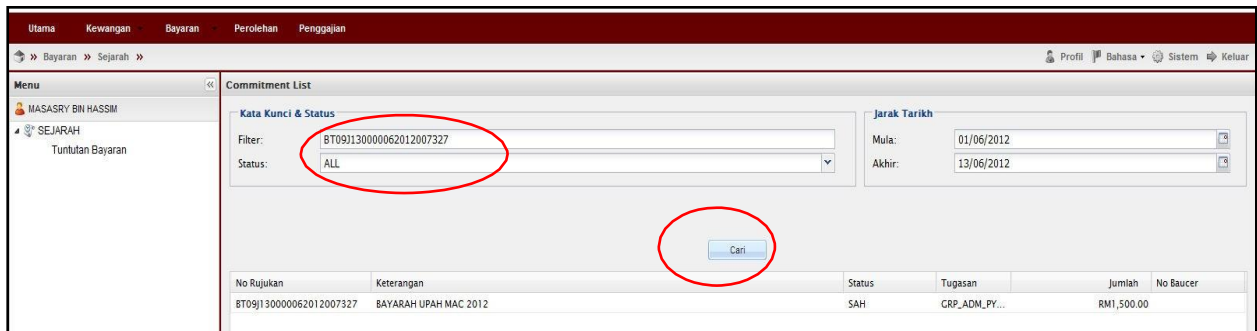 Utama Kewangan Bayaran Perolehan Penggajian
» Bayaran » Sejarah » Profil Bahasa Sistem Keluar
Menu « Commitment List
MASASRY BIN HASSIM
SEJARAH
Tuntutan Bayaran
Kata Kunci & Status Jarak Tarikh
Filter: BT09J130000062012007327 Mula: 01/06/2012
Status: ALL Akhir: 13/06/2012
Cari
No Rujukan Keterangan Status Tugasan Jumlah No Baucer
BT09J130000062012007327 BAYARAH UPAH MAC 2012 SAH GRP_ADM_PY... RM1,500.00